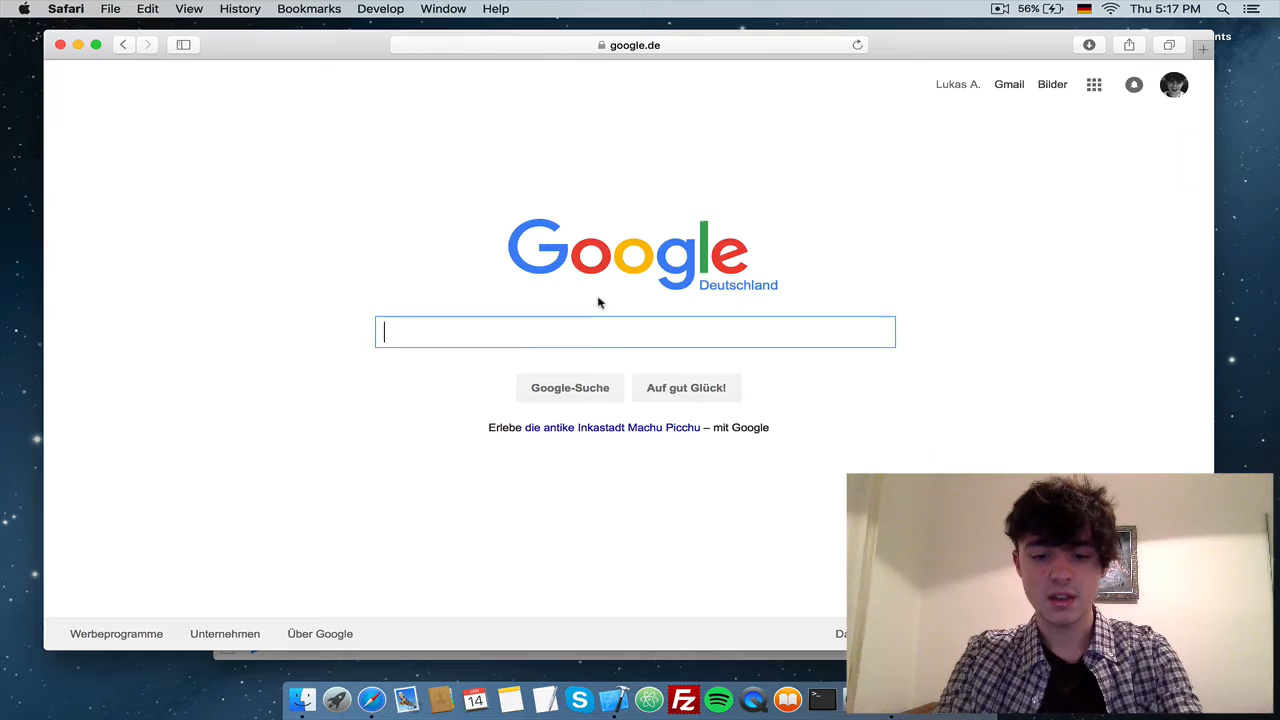 Safari File Edit View History Bookmarks Develop Window Help 56% Thu 5:17 PM
google.de
Lukas A. Gmail Bilder
Google
Deutschland
Google-Suche Auf gut Glück!
Erlebe die antike Inkastadt Machu Picchu – mit Google
Werbeprogramme Unternehmen Über Google
JAN
14
Fz